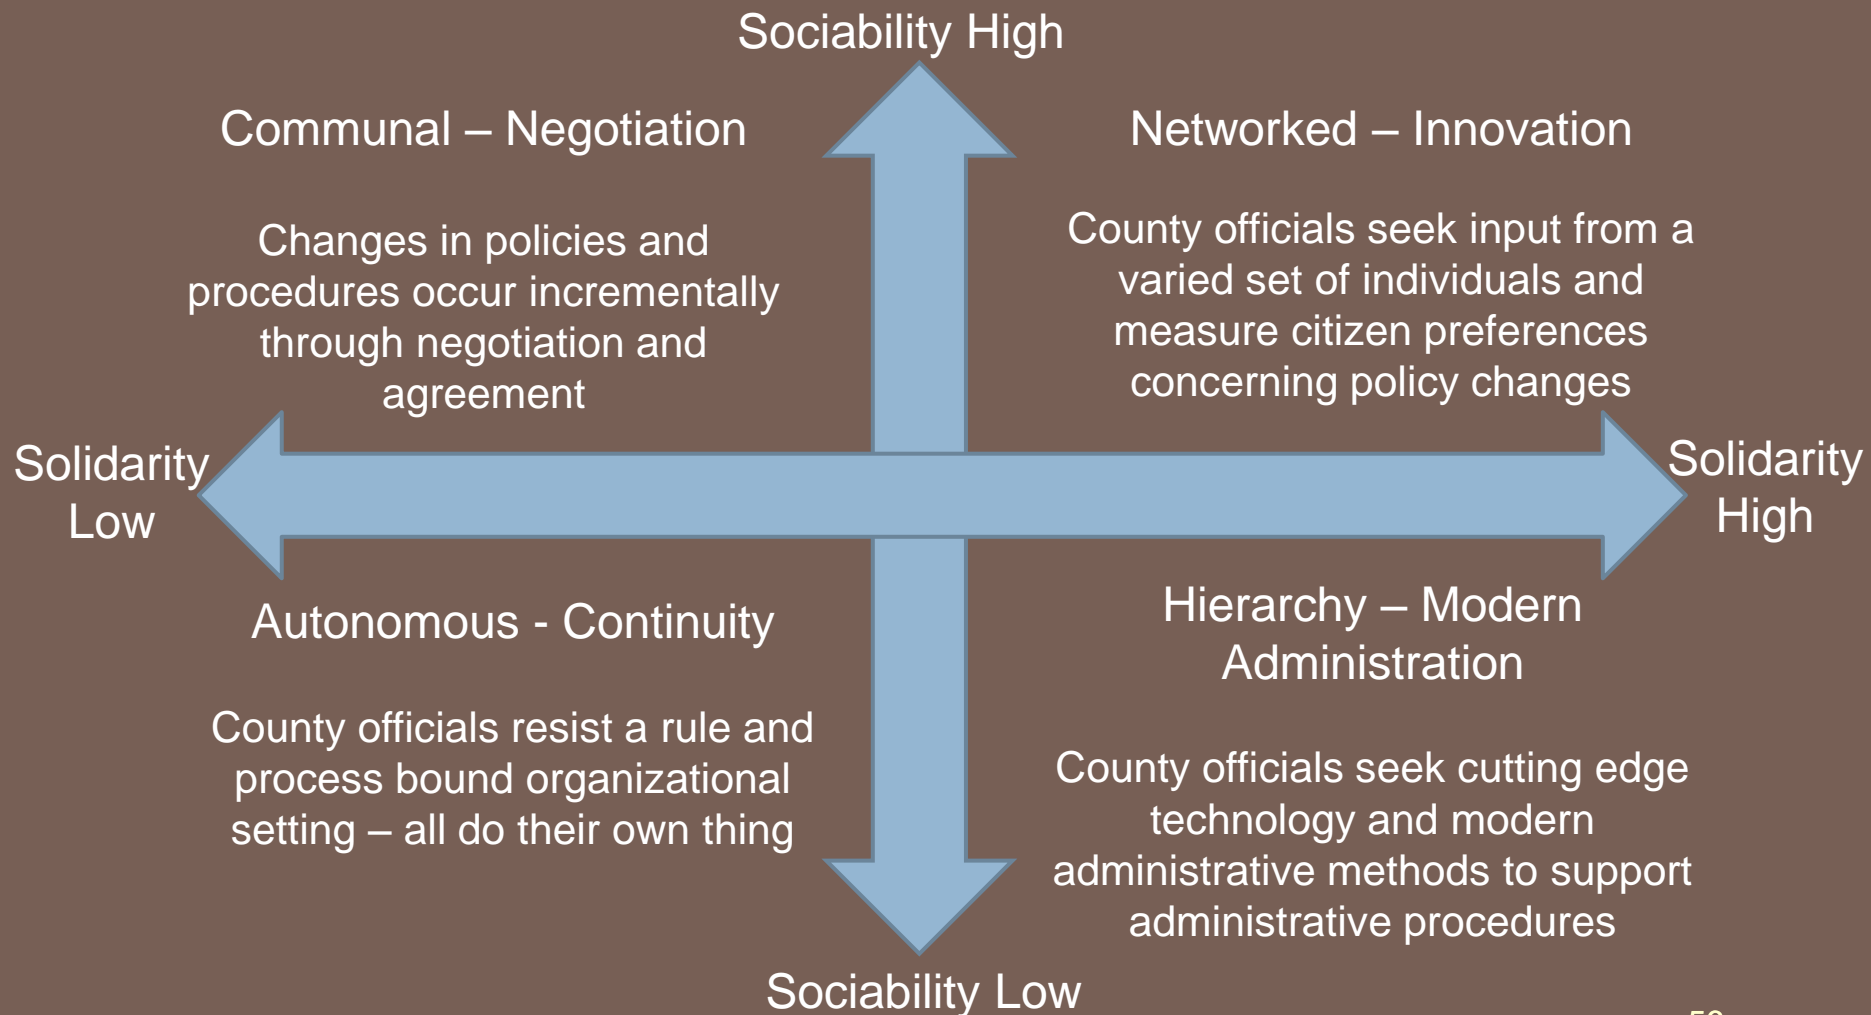 Sociability High
Communal – Negotiation
Changes in policies and
procedures occur incrementally
through negotiation and
agreement
Networked – Innovation
County officials seek input from a
varied set of individuals and
measure citizen preferences
concerning policy changes
Solidarity
Low
Solidarity
High
Autonomous - Continuity
County officials resist a rule and
process bound organizational
setting – all do their own thing
Hierarchy – Modern
Administration
County officials seek cutting edge
technology and modern
administrative methods to support
administrative procedures
Sociability Low